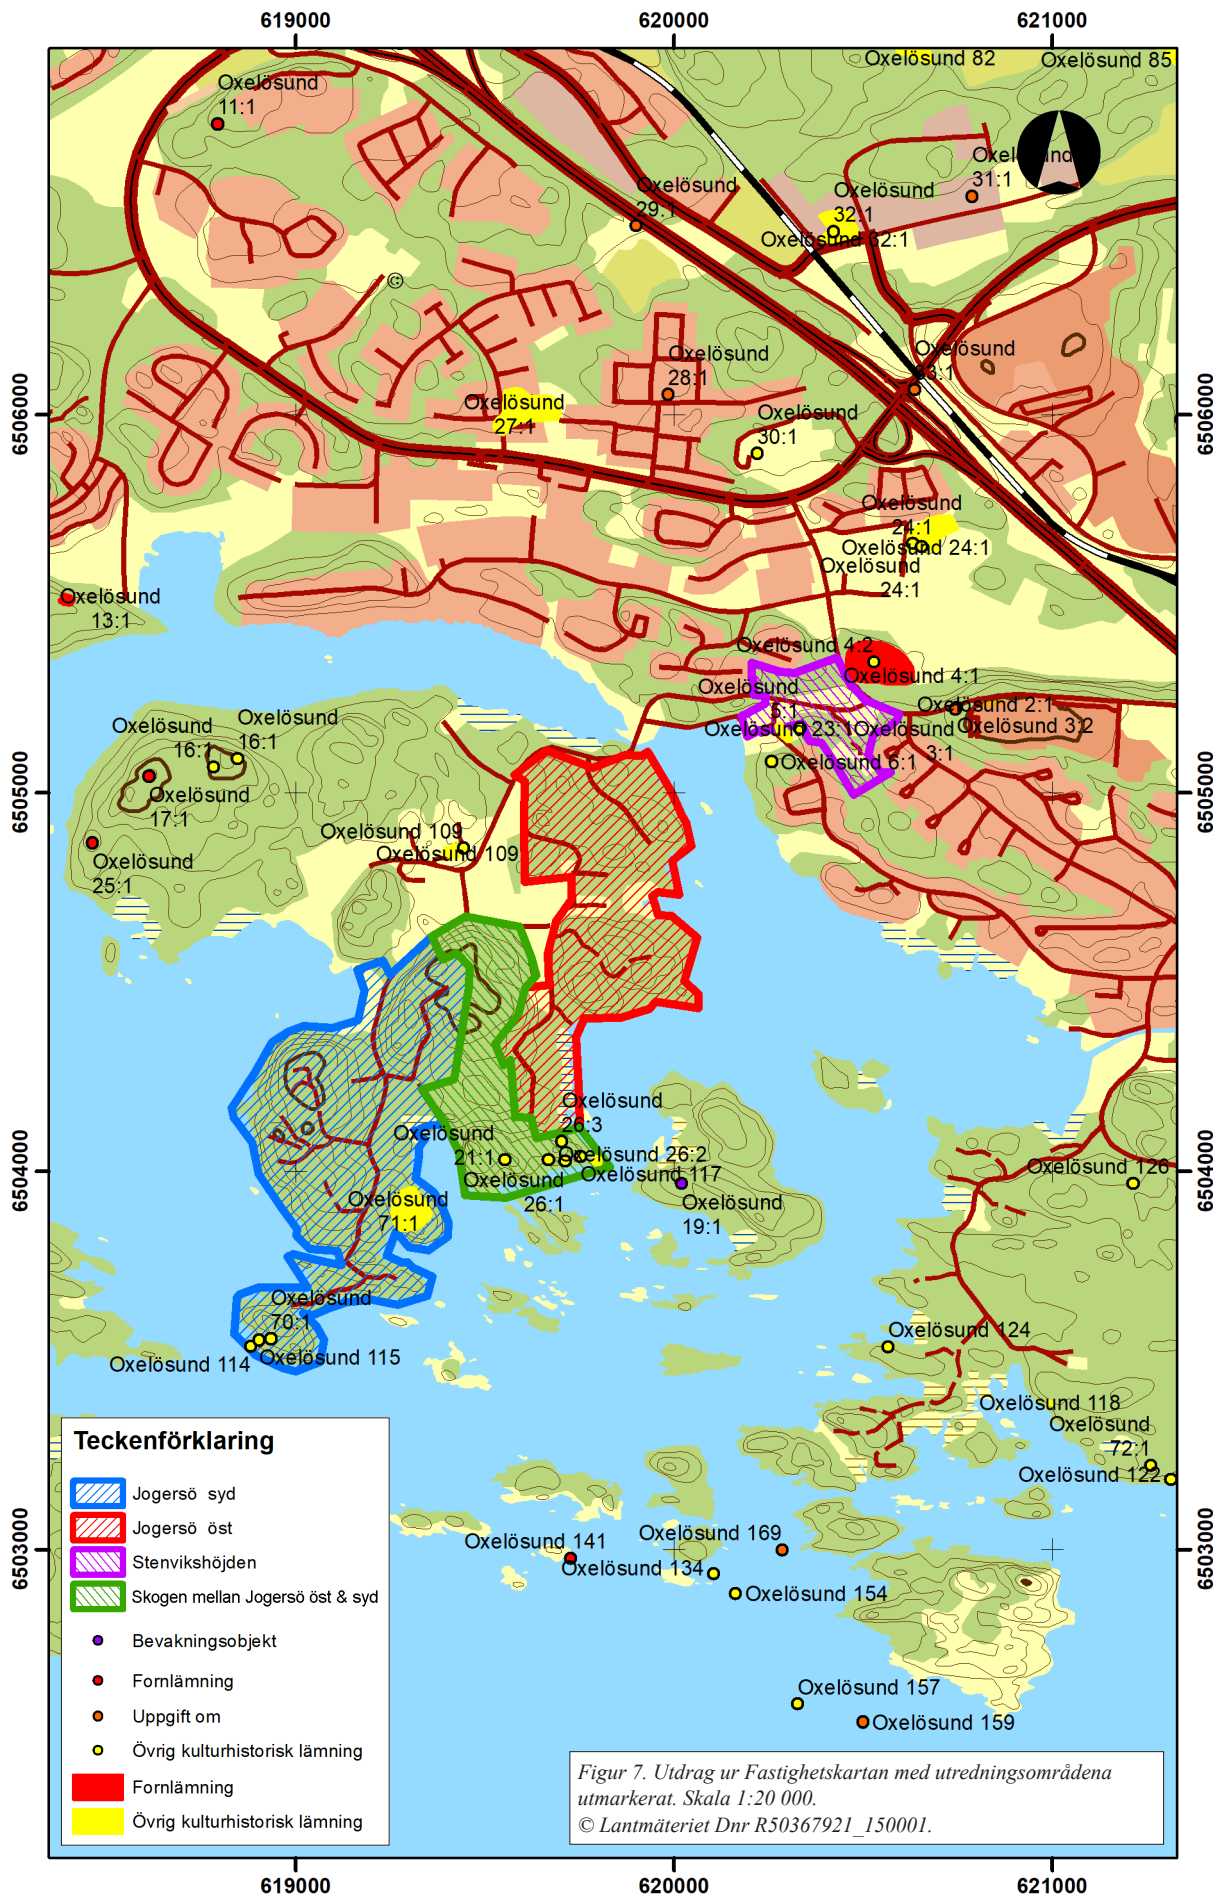 619000
620000
621000
Oxelösund 82
Oxelösund 85
Oxelösund
11:1
Oxelösund
31:1
Oxelösund
29:1
Oxelösund
32:1
Oxelösund 32:1
©
Oxelösund
28:1
Oxelösund
33:1
6506000
6506000
Oxelösund
27:1
Oxelösund
30:1
Oxelösund
24:1
Oxelösund 24:1
Oxelösund
24:1
Oxelösund
13:1
Oxelösund 4:2
Oxelösund 4:1
Oxelösund
5:1
Oxelösund 2:1
Oxelösund 3:2
Oxelösund 23:1
Oxelösund
3:1
Oxelösund 6:1
Oxelösund
16:1
Oxelösund
16:1
Oxelösund
17:1
6505000
6505000
Oxelösund 109
Oxelösund 109
Oxelösund
25:1
Oxelösund
26:3
Oxelösund
21:1
Oxelösund 26:2
Oxelösund 117
Oxelösund
26:1
Oxelösund
19:1
Oxelösund 126
6504000
6504000
Oxelösund
71:1
Oxelösund
70:1
Oxelösund 114
Oxelösund 115
Oxelösund 124
Oxelösund 118
Oxelösund
72:1
Oxelösund 122
Oxelösund 169
Oxelösund 141
Oxelösund 134
Oxelösund 154
6503000
6503000
Oxelösund 157
Oxelösund 159
Teckenförklaring
Jogersö syd
Jogersö öst
Stenvikshöjden
Skogen mellan Jogersö öst & syd
Bevakningsobjekt
Fornlämning
Uppgift om
Övrig kulturhistorisk lämning
Fornlämning
Övrig kulturhistorisk lämning
Figur 7. Utdrag ur Fastighetskartan med utredningsområdena
utmarkerat. Skala 1:20 000.
© Lantmäteriet Dnr R50367921_150001.
619000
620000
621000